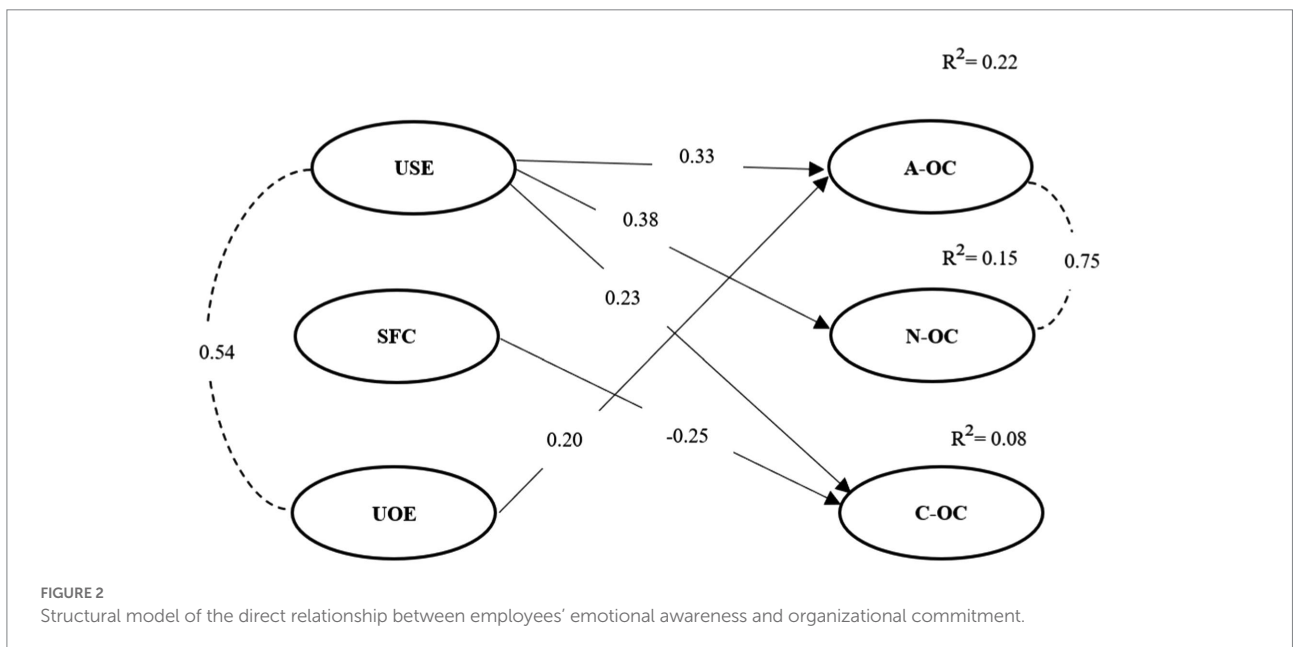 R²= 0.22
USE
0.33
A-OC
0.38
R²= 0.15
0.75
0.23
SFC
N-OC
0.54
0.20
-0.25
R²= 0.08
UOE
C-OC
FIGURE 2
Structural model of the direct relationship between employees’ emotional awareness and organizational commitment.